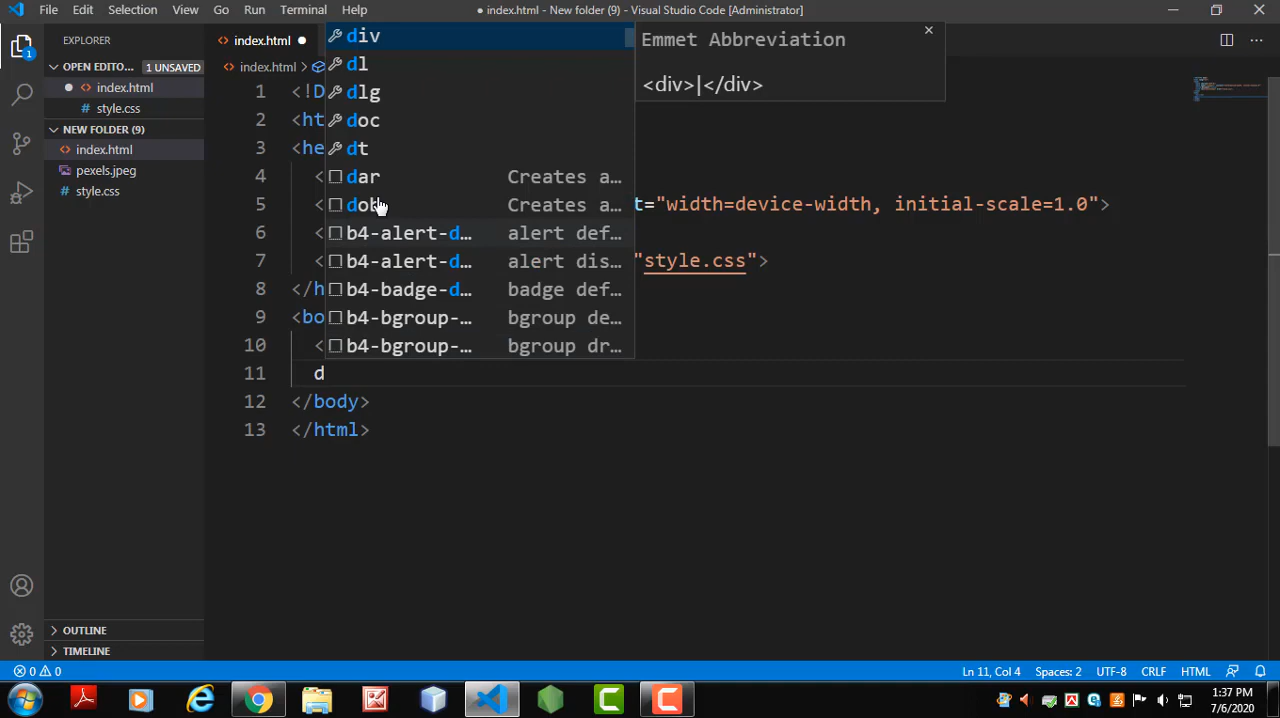 File Edit Selection View Go Run Terminal Help
● index.html - New folder (9) - Visual Studio Code [Administrator]
EXPLORER
OPEN EDITO... 1 UNSAVED
index.html
style.css
NEW FOLDER (9)
index.html
pexels.jpeg
style.css
OUTLINE
TIMELINE
index.html
index.html
1 <!D
2 <ht
3 <he
4 <
5 < t="width=device-width, initial-scale=1.0">
6 <
7 < "style.css">
8 </h
9 <bo
10 <
11 d
12 </body>
13 </html>
div
dl
dlg
doc
dt
dar Creates a...
Creates a...
b4-alert-d... alert def...
b4-alert-d... alert dis...
b4-badge-d... badge def...
b4-bgroup-... bgroup de...
b4-bgroup-... bgroup dr...
Emmet Abbreviation
<div>|</div>
0 0
Ln 11, Col 4 Spaces: 2 UTF-8 CRLF HTML
1:37 PM
7/6/2020